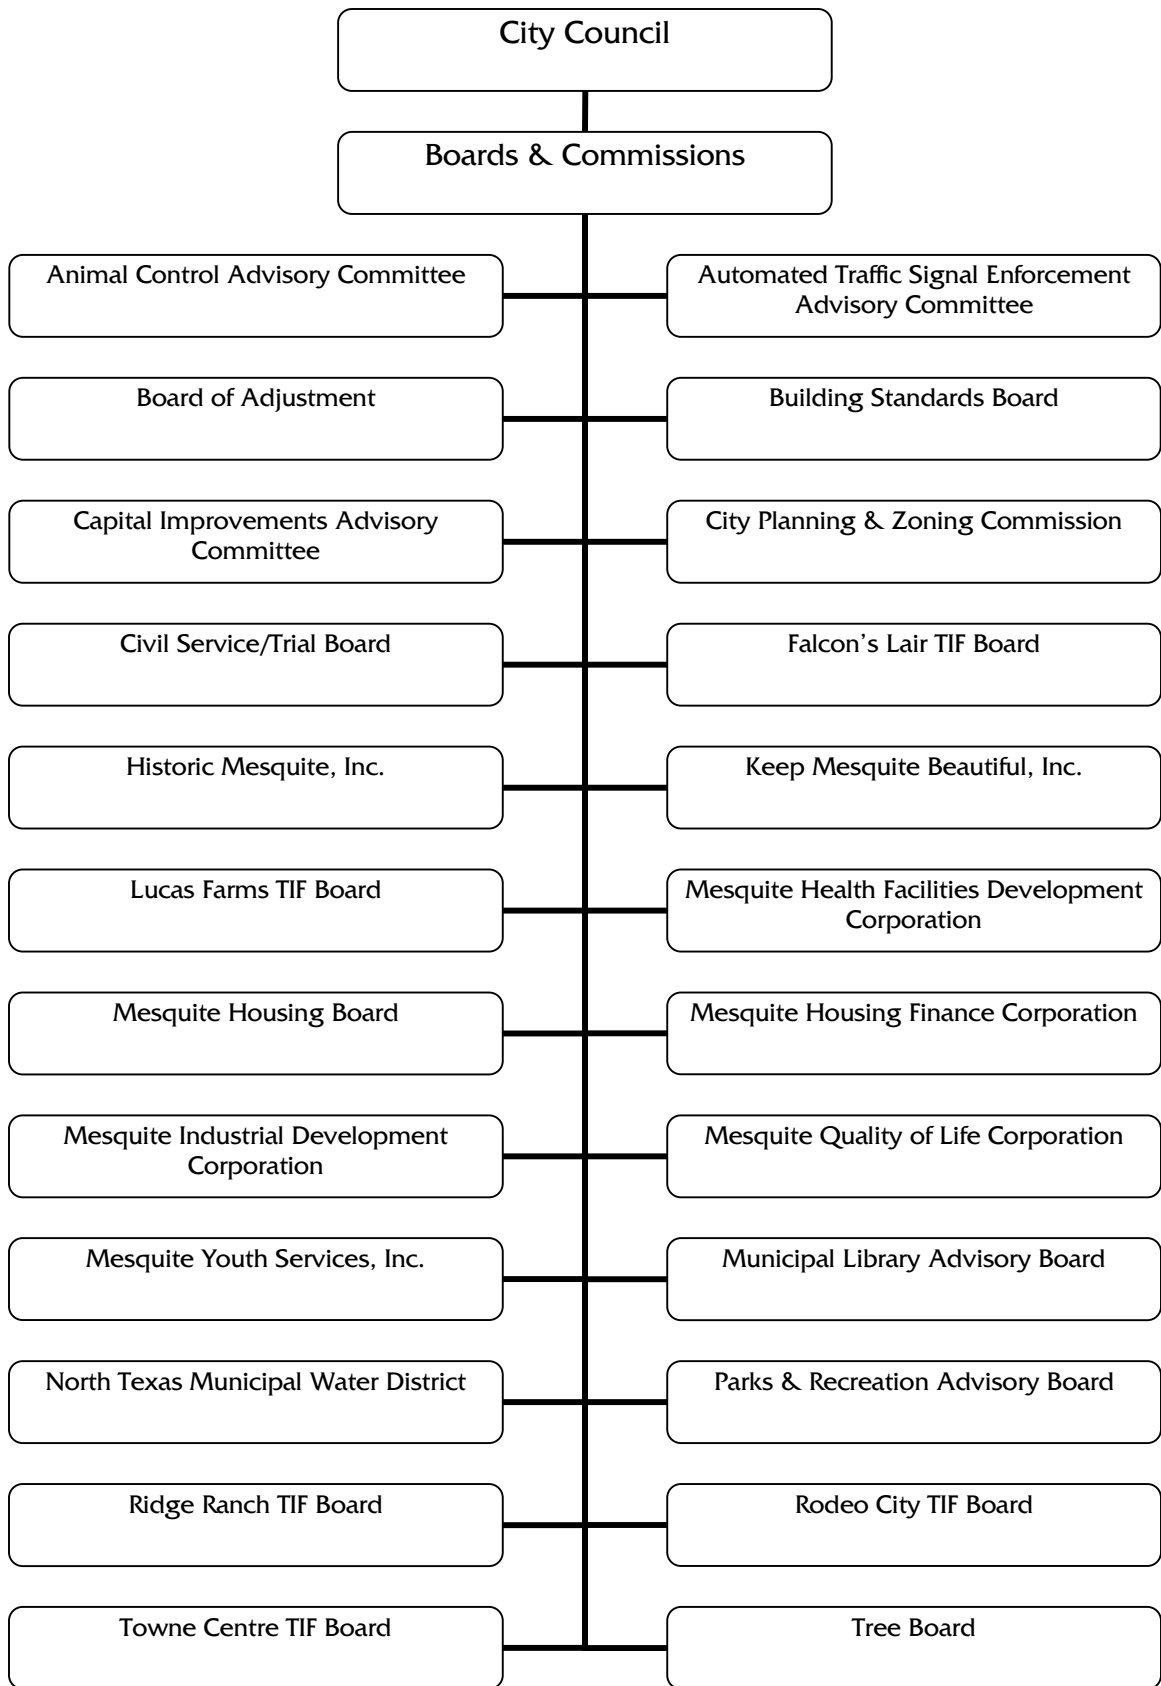 City Council
Boards & Commissions
Animal Control Advisory Committee
Automated Traffic Signal Enforcement
Advisory Committee
Board of Adjustment
Building Standards Board
Capital Improvements Advisory
Committee
City Planning & Zoning Commission
Civil Service/Trial Board
Falcon’s Lair TIF Board
Historic Mesquite, Inc.
Keep Mesquite Beautiful, Inc.
Lucas Farms TIF Board
Mesquite Health Facilities Development
Corporation
Mesquite Housing Board
Mesquite Housing Finance Corporation
Mesquite Industrial Development
Corporation
Mesquite Quality of Life Corporation
Mesquite Youth Services, Inc.
Municipal Library Advisory Board
North Texas Municipal Water District
Parks & Recreation Advisory Board
Ridge Ranch TIF Board
Rodeo City TIF Board
Towne Centre TIF Board
Tree Board